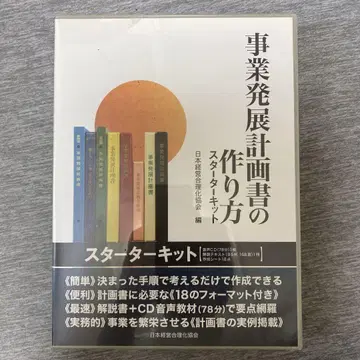 事業発展計画書の
作り方
スターターキット
日本経営合理化協会 編
スターターキット
《簡単》決まった手順で考えるだけで作成できる
《便利》計画書に必要な《18のフォーマット付き》
《最速》解説書+CD音声教材(78分)で要点網羅
《実務的》事業を繁栄させる《計画書の実例掲載》
日本経営合理化協会